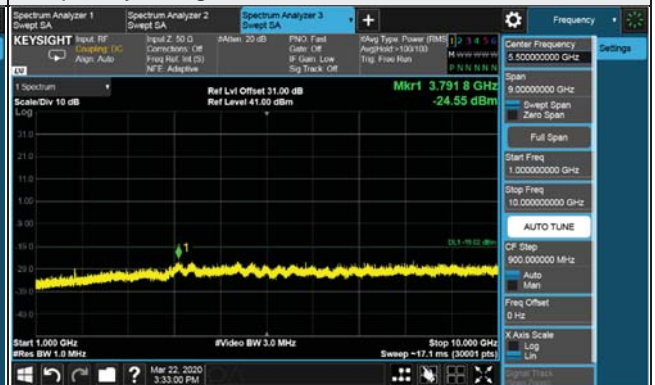 Spectrum Analyzer 1
Swept SA
Spectrum Analyzer 2
Swept SA
Spectrum Analyzer 3
Swept SA
+
Frequency
KEYSIGHT
Input: RF
Coupling: DC
Align: Auto
Input Z: 50 Ω
Corrections: Off
Freq Ref: Int (S)
NFE: Adaptive
#Atten: 20 dB
PNO: Fast
Gate: Off
IF Gain: Low
Sig Track: Off
#Avg Type: Power (RMS)
Avg|Hold:>100/100
Trig: Free Run
1 2 3 4 5 6
M W W W W W
P N N N N N
LXI
1 Spectrum
Scale/Div 10 dB
Log
Ref Lvl Offset 31.00 dB
Ref Level 41.00 dBm
Mkr1 3.791 8 GHz
-24.55 dBm
31.0
21.0
11.0
1.00
-9.00
-19.0
-29.0
-39.0
-49.0
1
Start 1.000 GHz
#Res BW 1.0 MHz
#Video BW 3.0 MHz
Stop 10.000 GHz
Sweep ~17.1 ms (30001 pts)
Center Frequency
5.500000000 GHz
Settings
Span
9.00000000 GHz
Swept Span
Zero Span
Full Span
Start Freq
1.000000000 GHz
Stop Freq
10.000000000 GHz
AUTO TUNE
CF Step
900.000000 MHz
Auto
Man
Freq Offset
0 Hz
X Axis Scale
Log
Lin
Signal Track
?
Mar 22, 2020
3:33:00 PM